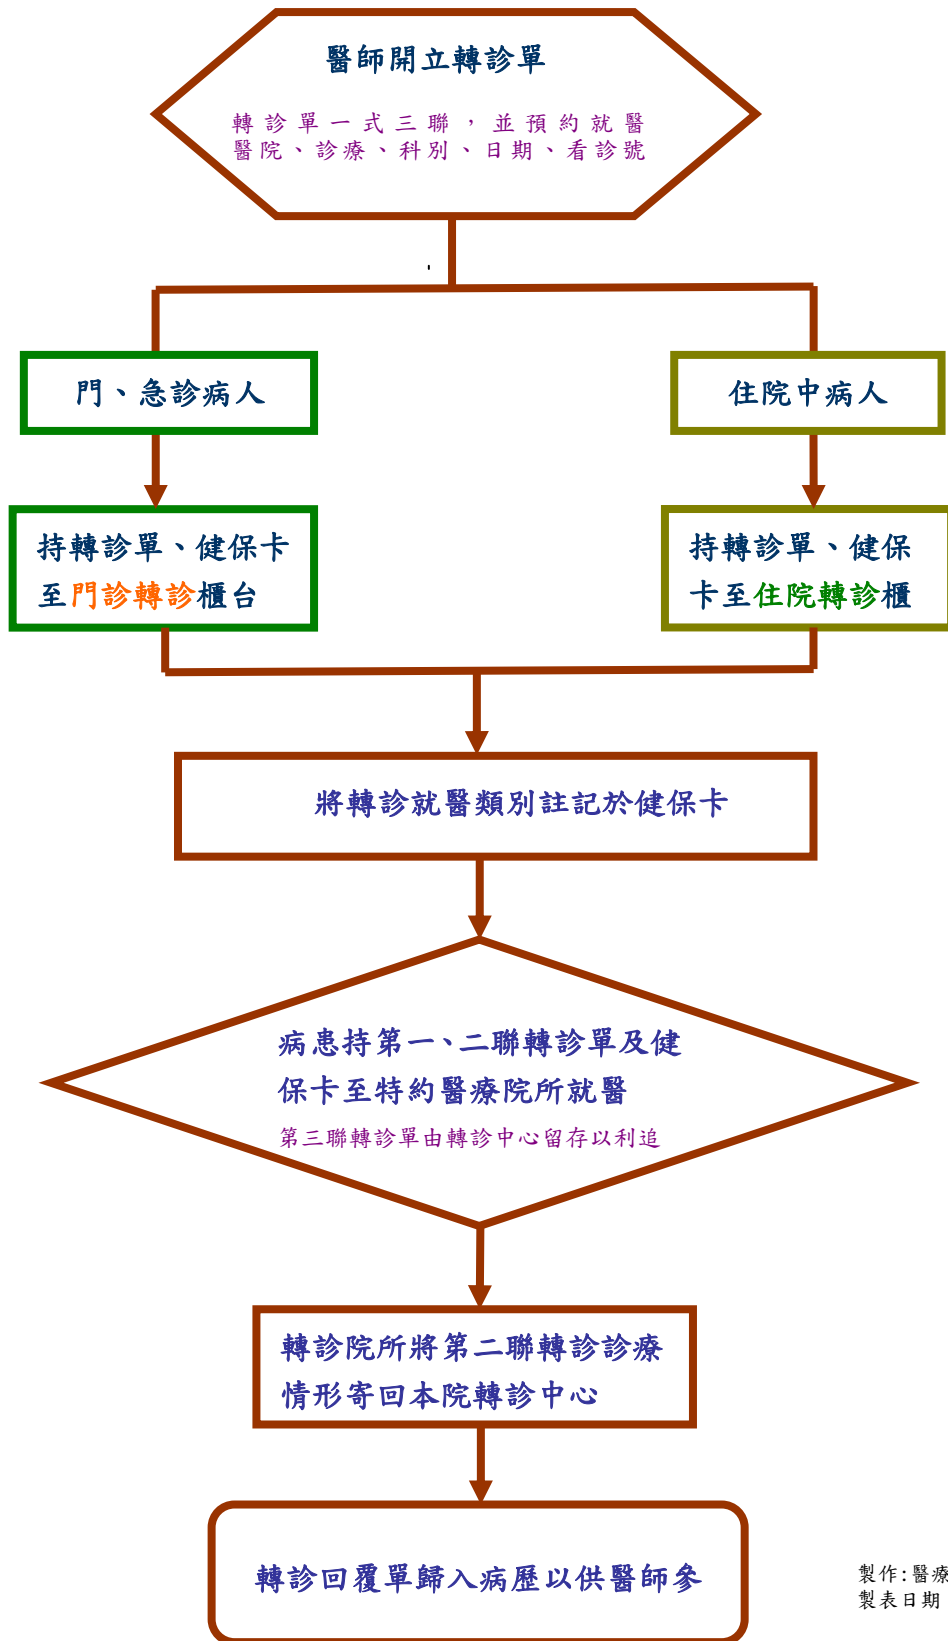 醫師開立轉診單
轉診單一式三聯，並預約就醫
醫院、診療、科別、日期、看診號
門、急診病人
住院中病人
持轉診單、健保卡
至門診轉診櫃台
持轉診單、健保
卡至住院轉診櫃
將轉診就醫類別註記於健保卡
病患持第一、二聯轉診單及健
保卡至特約醫療院所就醫
第三聯轉診單由轉診中心留存以利追
轉診院所將第二聯轉診診療
情形寄回本院轉診中心
轉診回覆單歸入病歷以供醫師參
製作:醫療
製表日期